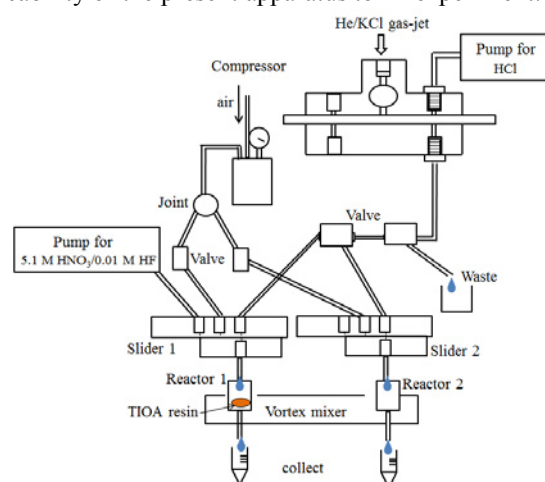 He/KCl gas-jet
Pump for
HCl
Compressor
air
Joint
Valve
Pump for
5.1 M HNO3/0.01 M HF
Valve
Waste
Slider 1
Slider 2
Reactor 1
Reactor 2
TIOA resin
Vortex mixer
collect